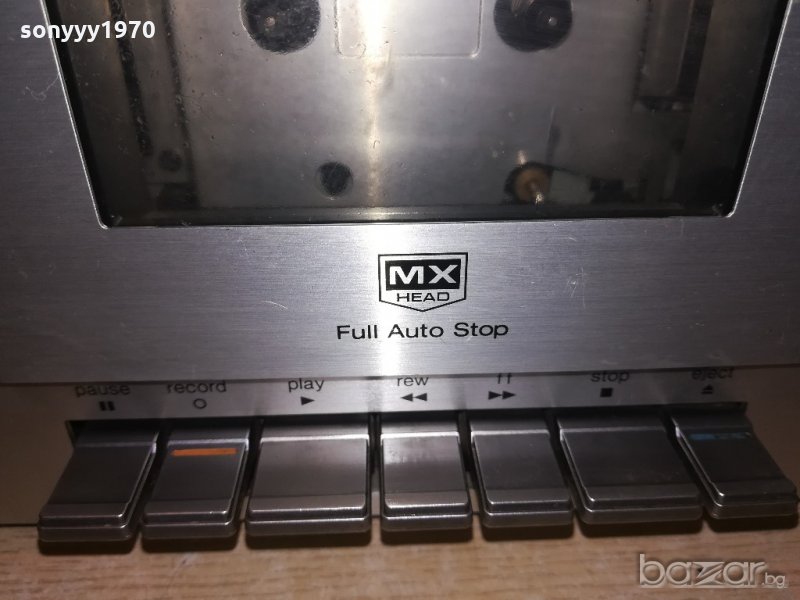 sonyyy1970
MX
HEAD
Full Auto Stop
pause record play rew ff stop eject
bazar.bg